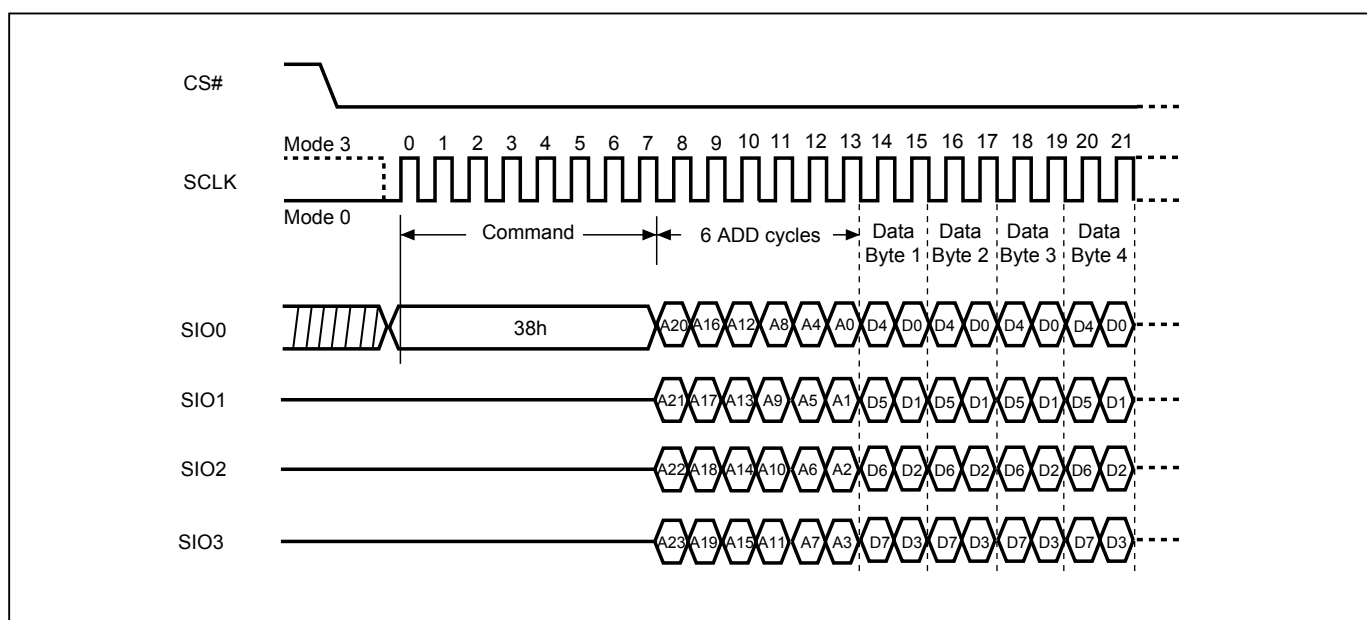 CS#
Mode 3
0 1 2 3 4 5 6 7 8 9 10 11 12 13 14 15 16 17 18 19 20 21
SCLK
Mode 0
Command
6 ADD cycles
Data Byte 1
Data Byte 2
Data Byte 3
Data Byte 4
SIO0
38h
A20 A16 A12 A8 A4 A0 D4 D0 D4 D0 D4 D0 D4 D0
SIO1
A21 A17 A13 A9 A5 A1 D5 D1 D5 D1 D5 D1 D5 D1
SIO2
A22 A18 A14 A10 A6 A2 D6 D2 D6 D2 D6 D2 D6 D2
SIO3
A23 A19 A15 A11 A7 A3 D7 D3 D7 D3 D7 D3 D7 D3